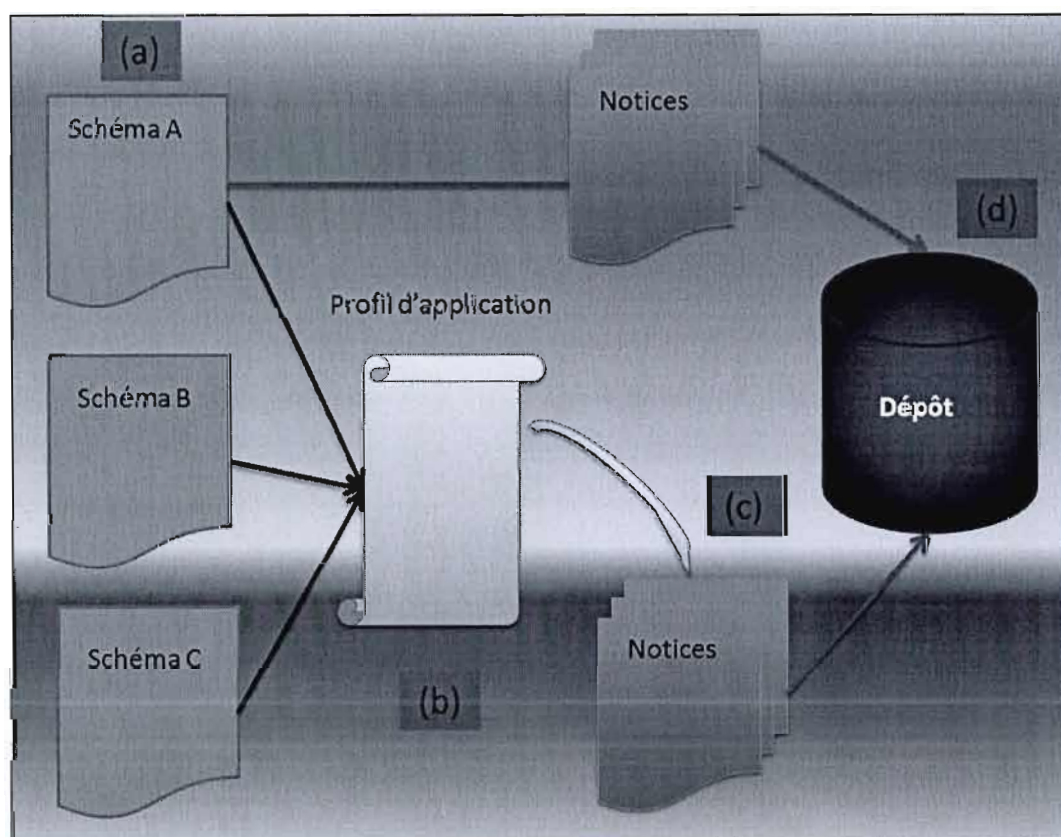 (a)
Schéma A
Notices
(d)
Profil d'application
Schéma B
Dépôt
(c)
Schéma C
Notices
(b)